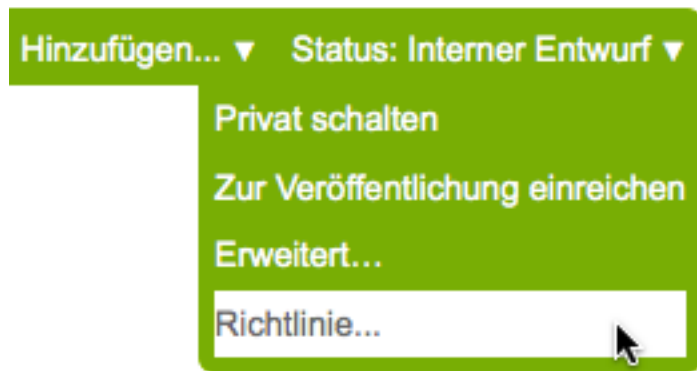 Hinzufügen... ▼ Status: Interner Entwurf ▼
Privat schalten
Zur Veröffentlichung einreichen
Erweitert…
Richtlinie...